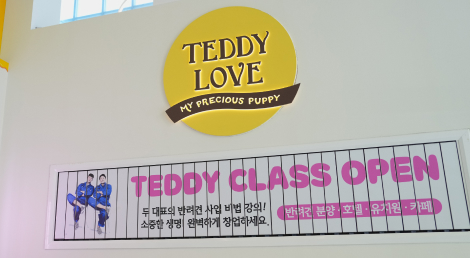 TEDDY
LOVE
MY PRECIOUS PUPPY
TEDDY CLASS OPEN
두 대표의 반려견 사업 비법 강의!
소중한 생명 완벽하게 창업하세요.
반려견 분양 · 호텔 · 유치원 · 카페